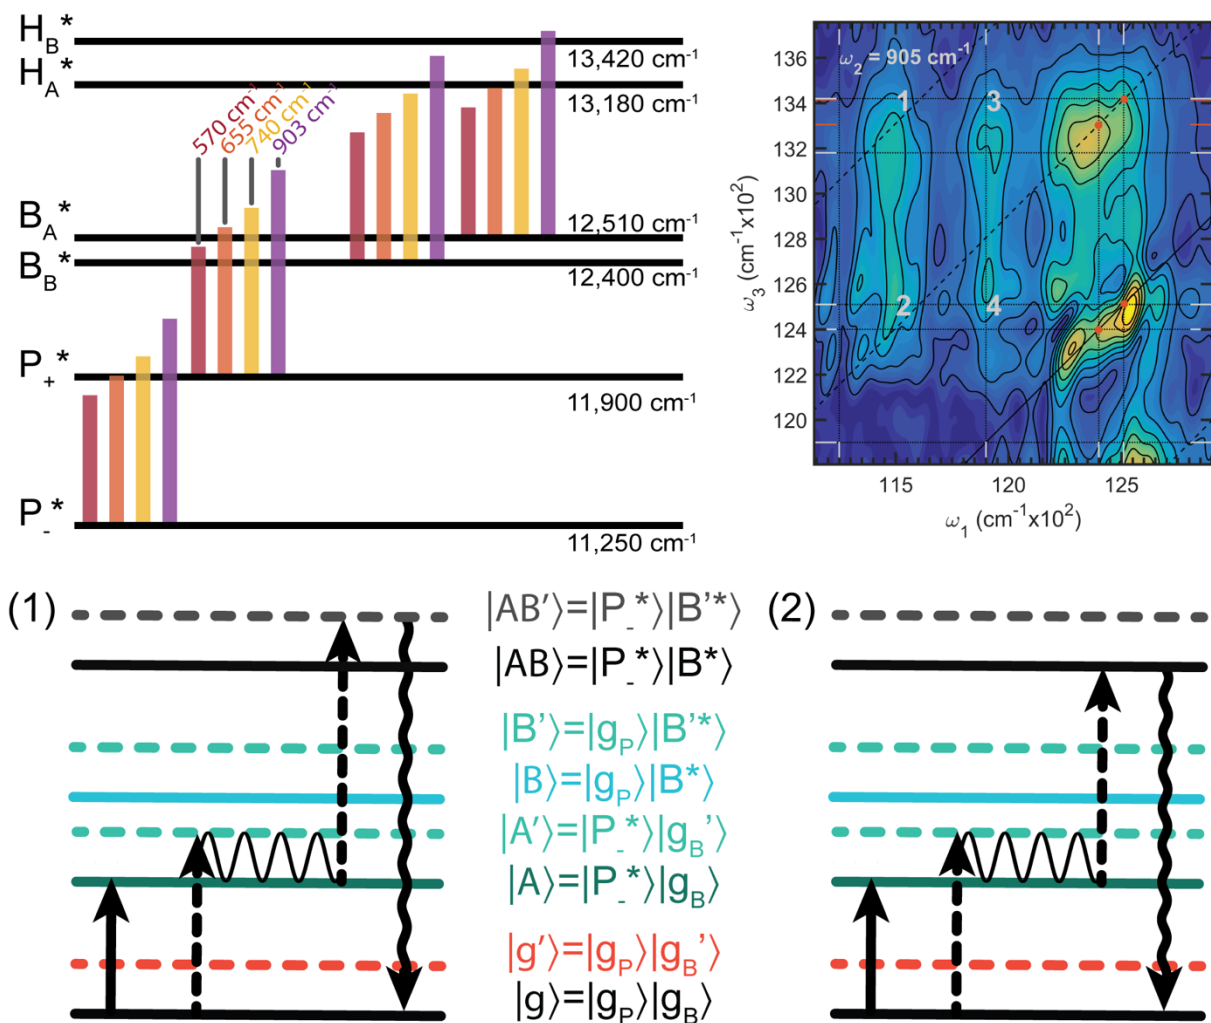 H_B*
H_A*
B_A*
B_B*
P_+*
P_-*
570 cm⁻¹
655 cm⁻¹
740 cm⁻¹
903 cm⁻¹
13,420 cm⁻¹
13,180 cm⁻¹
12,510 cm⁻¹
12,400 cm⁻¹
11,900 cm⁻¹
11,250 cm⁻¹
ω₂ = 905 cm⁻¹
1
3
2
4
136
134
132
130
128
126
124
122
120
ω₃ (cm⁻¹x10²)
115
120
125
ω₁ (cm⁻¹x10²)
(1)
|AB’⟩=|P_-*⟩|B’*⟩
|AB⟩=|P_-*⟩|B*⟩
|B’⟩=|g_P⟩|B’*⟩
|B⟩=|g_P⟩|B*⟩
|A’⟩=|P_-*⟩|g_B’⟩
|A⟩=|P_-*⟩|g_B⟩
|g’⟩=|g_P⟩|g_B’⟩
|g⟩=|g_P⟩|g_B⟩
(2)